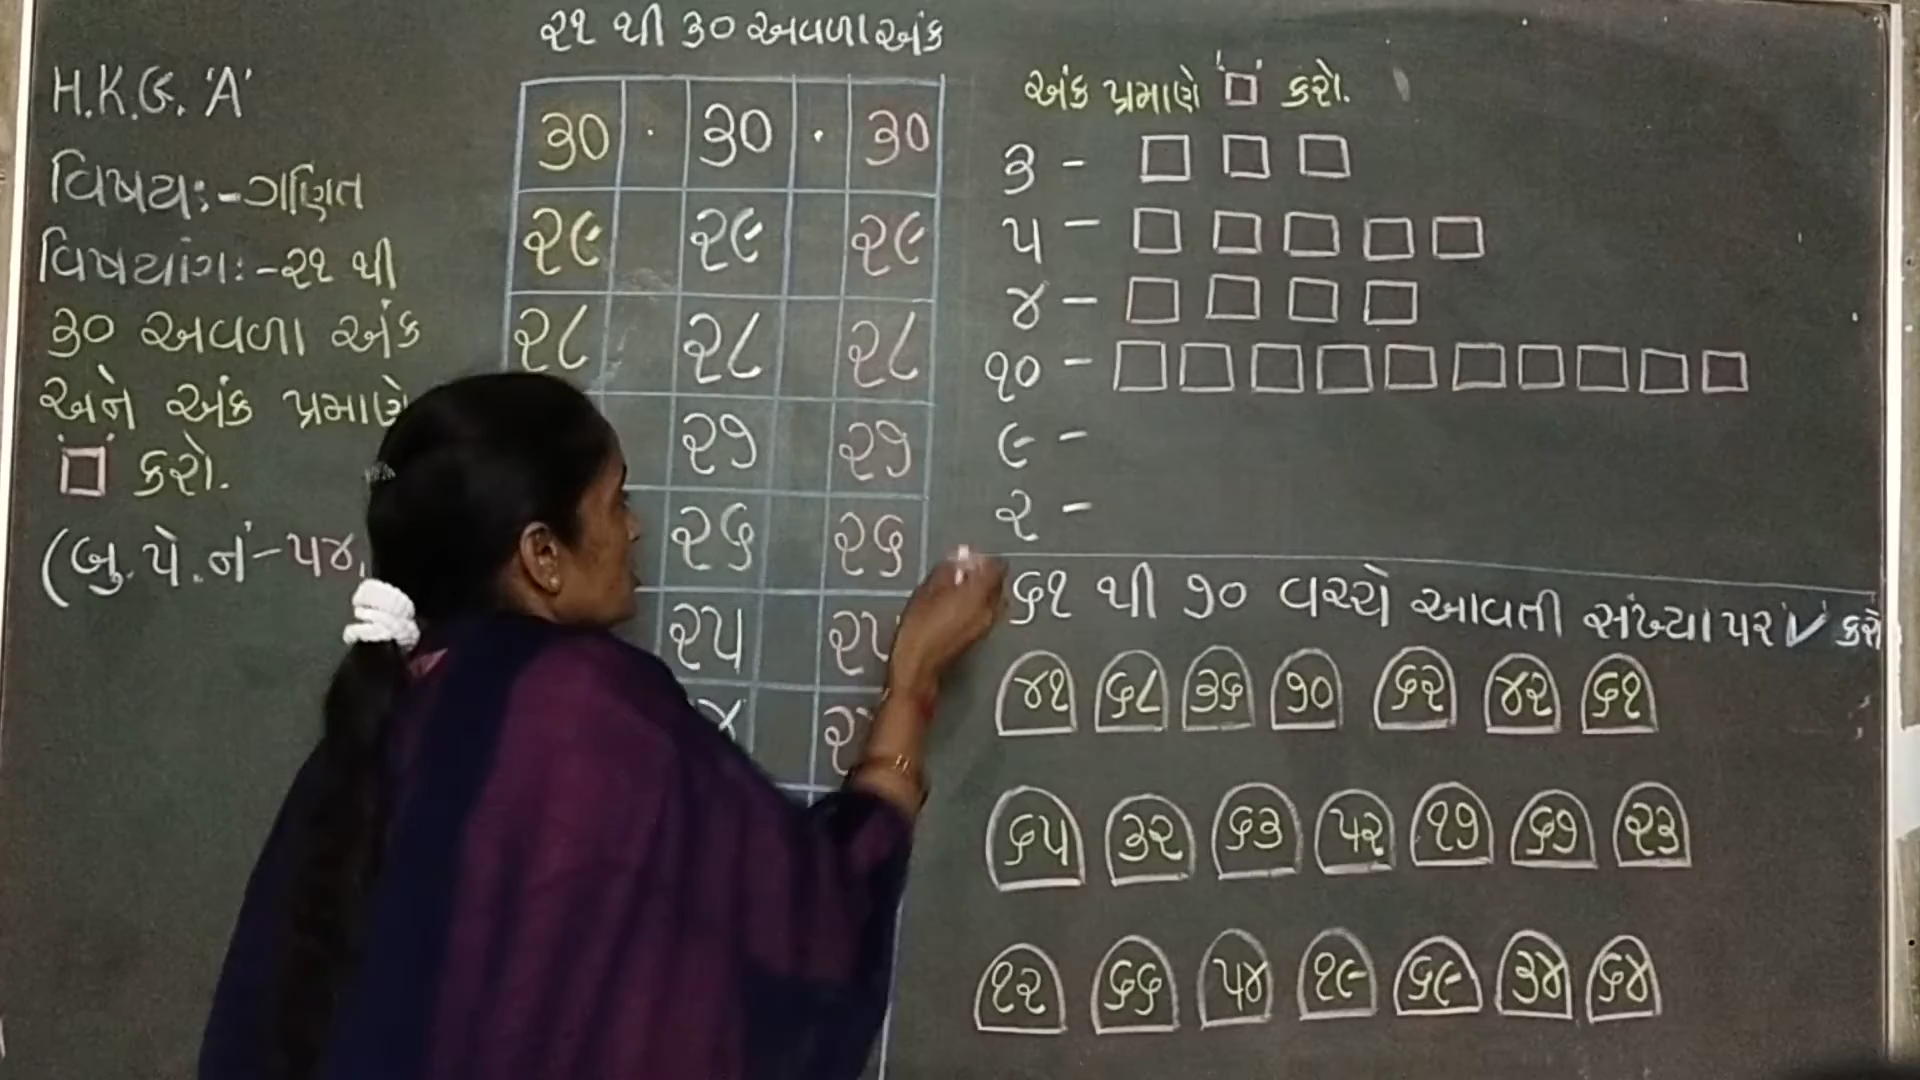 H.K.G. 'A'
વિષય:-ગણિત
વિષયાંગ:-૨૧ થી
૩૦ અવળા અંક
અને અંક પ્રમાણે
'□' કરો.
(બુ.પે.નં-૫૪,
૨૧ થી ૩૦ અવળા અંક
૩૦ . ૩૦ . ૩૦
૨૯ ૨૯ ૨૯
૨૮ ૨૮ ૨૮
૨૭ ૨૭
૨૬ ૨૬
૨૫ ૨૫
અંક પ્રમાણે '□' કરો.
૩ - □ □ □
૫ - □ □ □ □ □
૪ - □ □ □ □
૧૦ - □ □ □ □ □ □ □ □ □ □
૯ -
૨ -
૬૧ થી ૭૦ વચ્ચે આવતી સંખ્યા પર '✓' કરો
૪૧ ૬૮ ૩૬ ૭૦ ૬૨ ૪૨ ૬૧
૬૫ ૩૨ ૬૩ ૫૨ ૧૭ ૬૭ ૨૩
૧૨ ૬૬ ૫૪ ૧૯ ૬૯ ૩૪ ૬૪